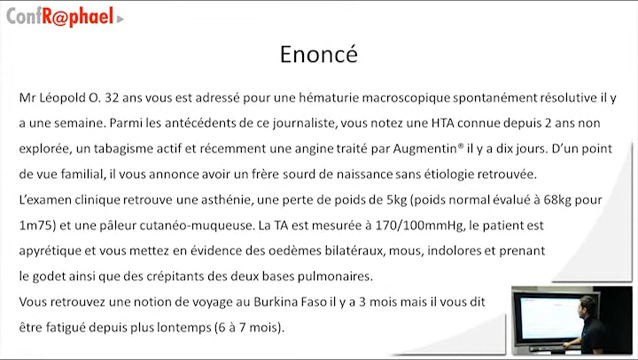 ConfR@phael
Enoncé
Mr Léopold O. 32 ans vous est adressé pour une hématurie macroscopique spontanément résolutive il y
a une semaine. Parmi les antécédents de ce journaliste, vous notez une HTA connue depuis 2 ans non
explorée, un tabagisme actif et récemment une angine traité par Augmentin® il y a dix jours. D'un point
de vue familial, il vous annonce avoir un frère sourd de naissance sans étiologie retrouvée.
L'examen clinique retrouve une asthénie, une perte de poids de 5kg (poids normal évalué à 68kg pour
1m75) et une pâleur cutanéo-muqueuse. La TA est mesurée à 170/100mmHg, le patient est
apyrétique et vous mettez en évidence des oedèmes bilatéraux, mous, indolores et prenant
le godet ainsi que des crépitants des deux bases pulmonaires.
Vous retrouvez une notion de voyage au Burkina Faso il y a 3 mois mais il vous dit
être fatigué depuis plus lontemps (6 à 7 mois).